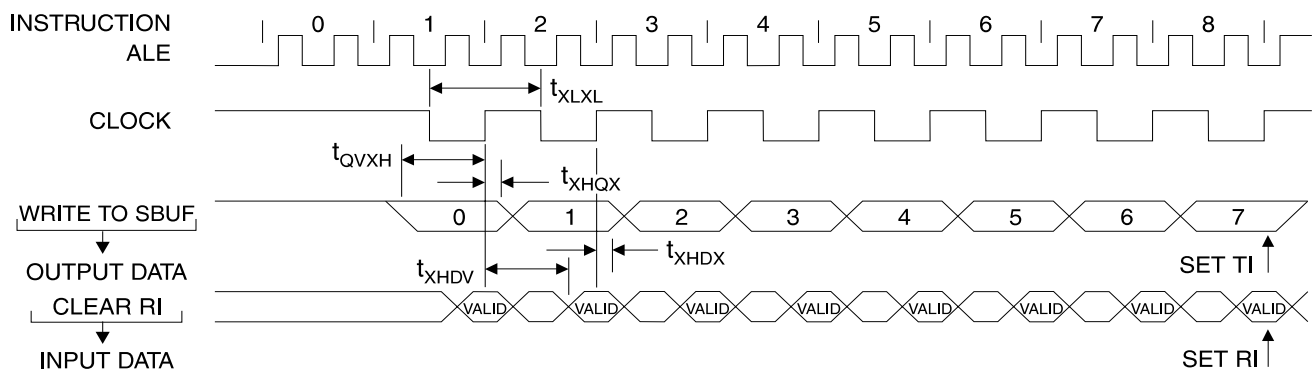 INSTRUCTION 0 1 2 3 4 5 6 7 8
ALE
tXLXL
CLOCK
tQVXH
tXHQX
WRITE TO SBUF 0 1 2 3 4 5 6 7
tXHDX
tXHDV
OUTPUT DATA SET TI
CLEAR RI VALID VALID VALID VALID VALID VALID VALID VALID
INPUT DATA SET RI